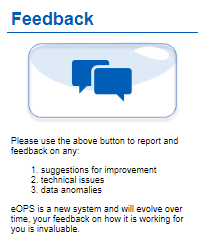 Feedback
Please use the above button to report and
feedback on any:
1. suggestions for improvement
2. technical issues
3. data anomalies
eOPS is a new system and will evolve over
time, your feedback on how it is working for
you is invaluable.